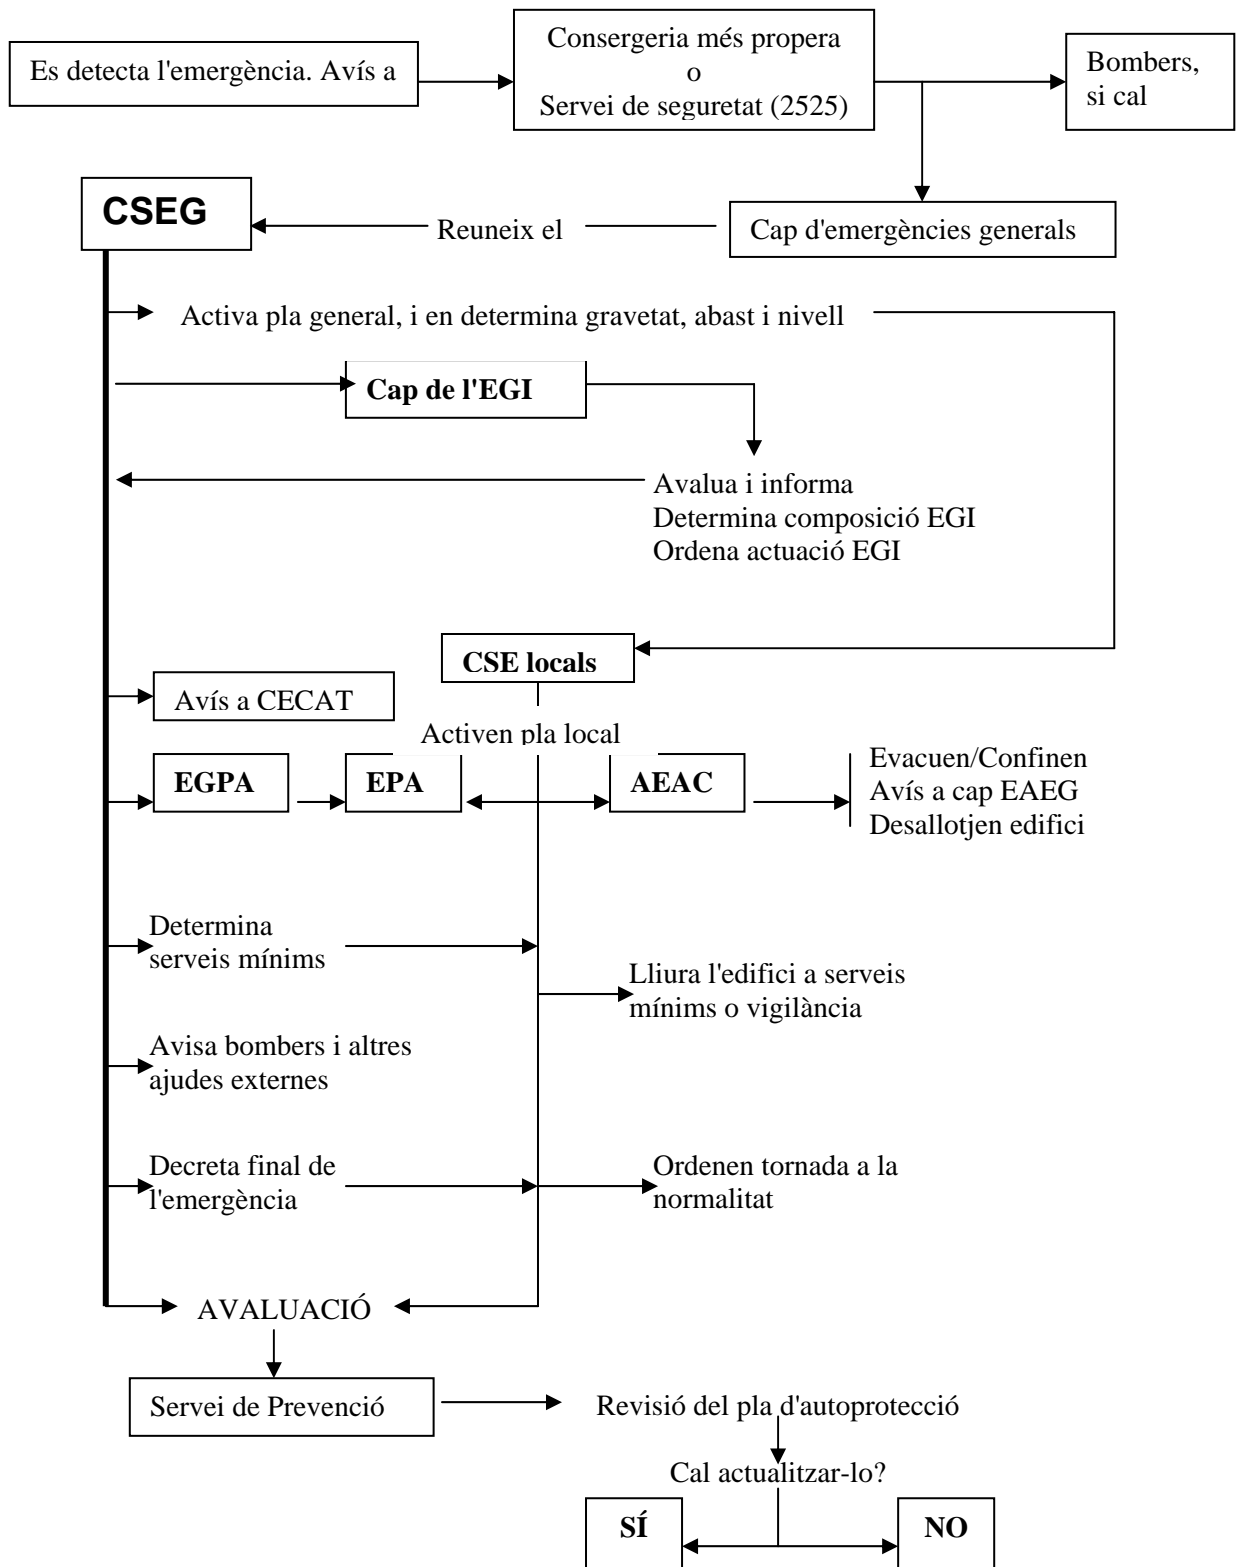 Es detecta l'emergència. Avís a
Consergeria més propera
o
Servei de seguretat (2525)
Bombers,
si cal
CSEG
Reuneix el
Cap d'emergències generals
Activa pla general, i en determina gravetat, abast i nivell
Cap de l'EGI
Avalua i informa
Determina composició EGI
Ordena actuació EGI
CSE locals
Avís a CECAT
Activen pla local
EGPA
EPA
AEAC
Evacuen/Confinen
Avís a cap EAEG
Desallotjen edifici
Determina
serveis mínims
Lliura l'edifici a serveis
mínims o vigilància
Avisa bombers i altres
ajudes externes
Decreta final de
l'emergència
Ordenen tornada a la
normalitat
AVALUACIÓ
Servei de Prevenció
Revisió del pla d'autoprotecció
Cal actualitzar-lo?
SÍ
NO